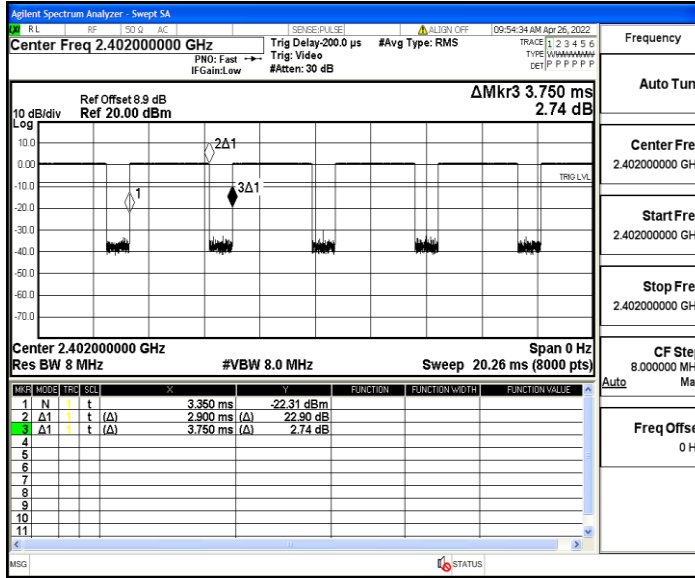 Agilent Spectrum Analyzer - Swept SA
RL RF 50 Ω AC SENSE:PULSE ALIGN OFF 09:54:34 AM Apr 26, 2022
Center Freq 2.402000000 GHz
PNO: Fast
IFGain:Low
Trig Delay-200.0 µs
Trig: Video
#Atten: 30 dB
#Avg Type: RMS
TRACE 1 2 3 4 5 6
TYPE
DET P P P P P P
Ref Offset 8.9 dB
Ref 20.00 dBm
10 dB/div
Log
ΔMkr3 3.750 ms
2.74 dB
10.0
0.00
-10.0
-20.0
-30.0
-40.0
-50.0
-60.0
-70.0
2Δ1
TRIG LVL
1
3Δ1
Center 2.402000000 GHz Span 0 Hz
Res BW 8 MHz #VBW 8.0 MHz Sweep 20.26 ms (8000 pts)
MKR MODE TRC SCL X Y FUNCTION FUNCTION WIDTH FUNCTION VALUE
1 N 1 t 3.350 ms -22.31 dBm
2 Δ1 1 t (Δ) 2.900 ms (Δ) 22.90 dB
3 Δ1 1 t (Δ) 3.750 ms (Δ) 2.74 dB
4
5
6
7
8
9
10
11
MSG STATUS
Frequency
Auto Tun
Center Fre
2.402000000 GH
Start Fre
2.402000000 GH
Stop Fre
2.402000000 GH
CF Ste
8.000000 MH
Auto Ma
Freq Offse
0 H